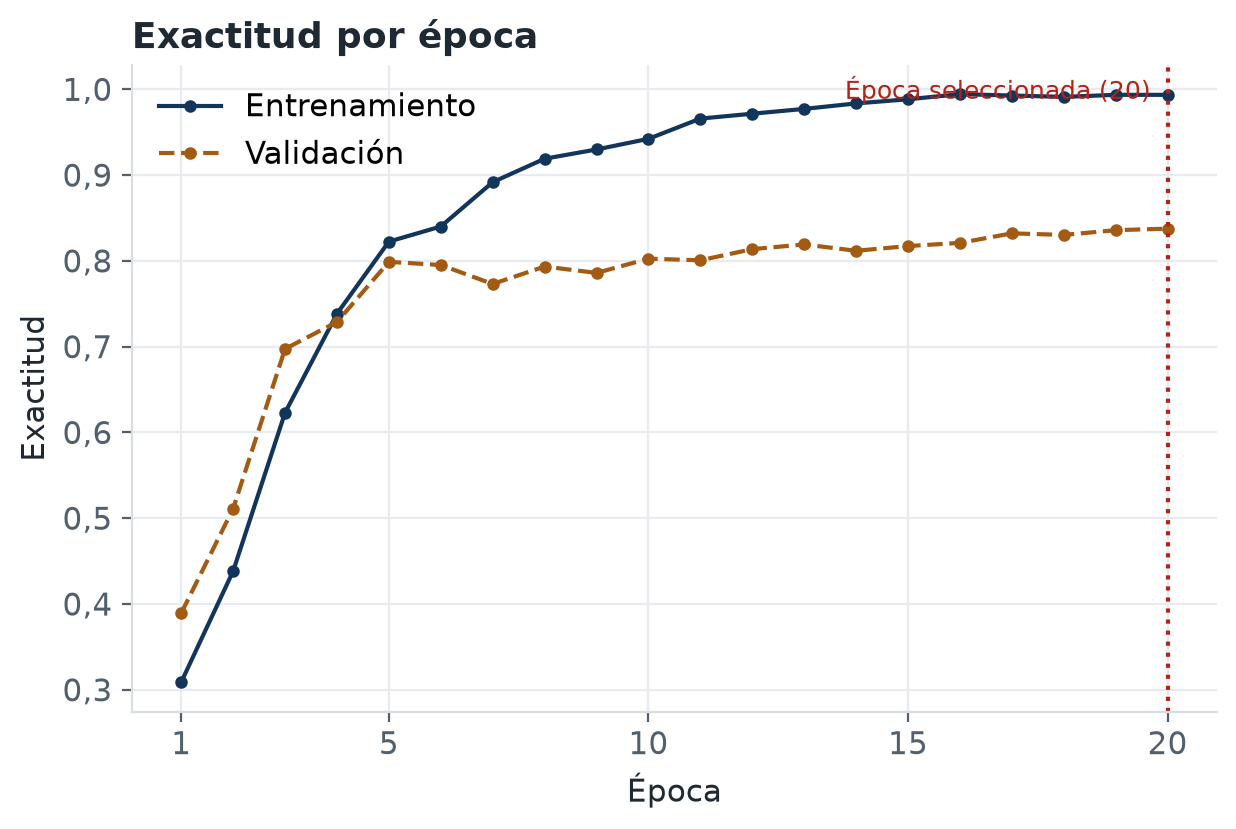 Exactitud por época
Entrenamiento
Validación
Época seleccionada (20)
1,0
0,9
0,8
0,7
0,6
0,5
0,4
0,3
Exactitud
1 5 10 15 20
Época